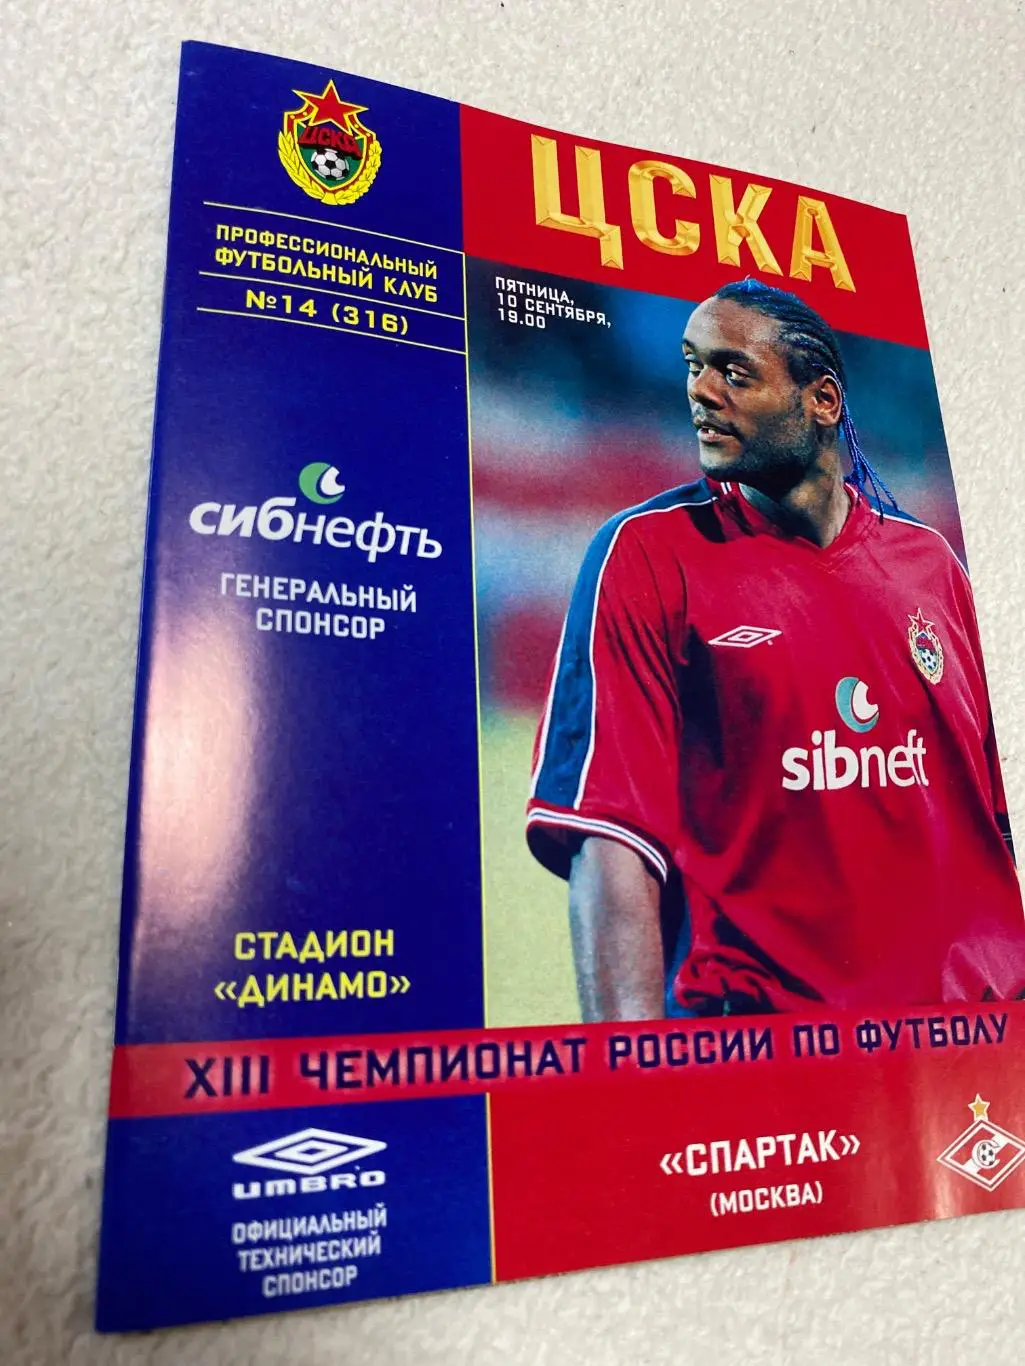 ЦСКА
ПРОФЕССИОНАЛЬНЫЙ
ФУТБОЛЬНЫЙ КЛУБ
№14 (316)
ЦСКА
ПЯТНИЦА,
10 СЕНТЯБРЯ,
19.00
сибнефть
ГЕНЕРАЛЬНЫЙ
СПОНСОР
sibneft
СТАДИОН
«ДИНАМО»
XIII ЧЕМПИОНАТ РОССИИ ПО ФУТБОЛУ
UMBRO
ОФИЦИАЛЬНЫЙ
ТЕХНИЧЕСКИЙ
СПОНСОР
«СПАРТАК»
(МОСКВА)
С